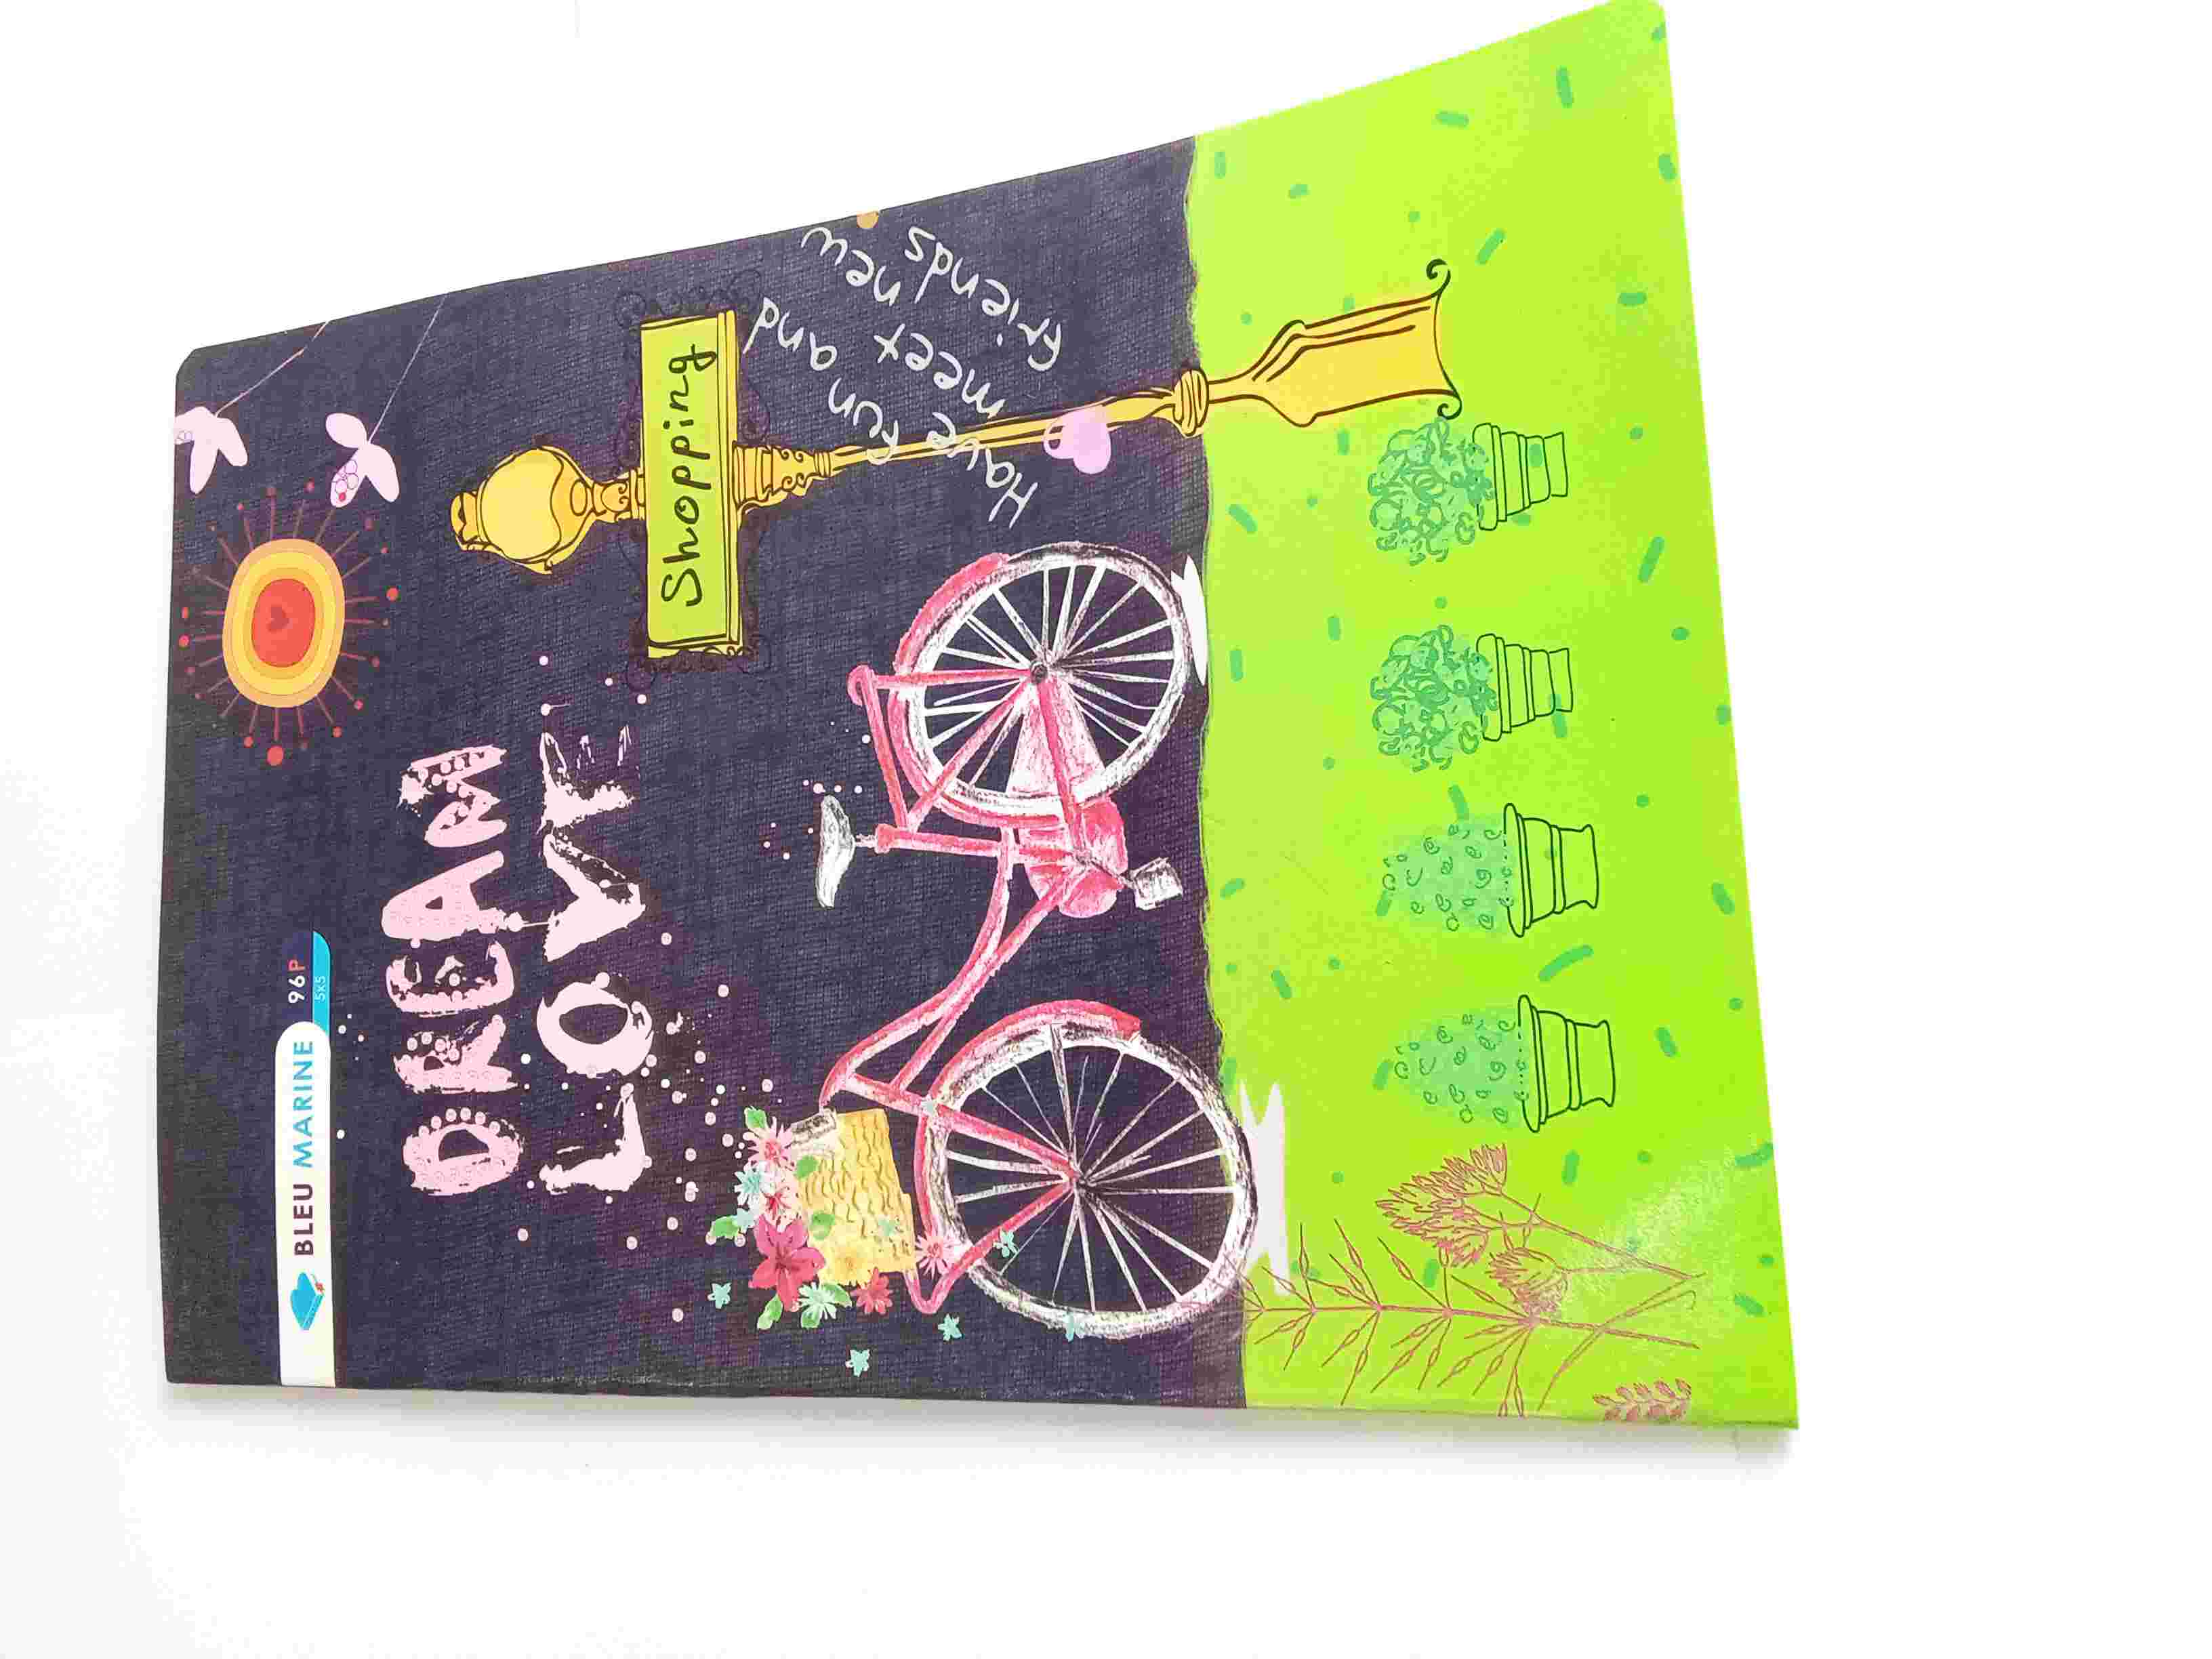 BLEU MARINE
96P
5x5
DREAM
LOVE
Shopping
Have fun and
meet new
friends